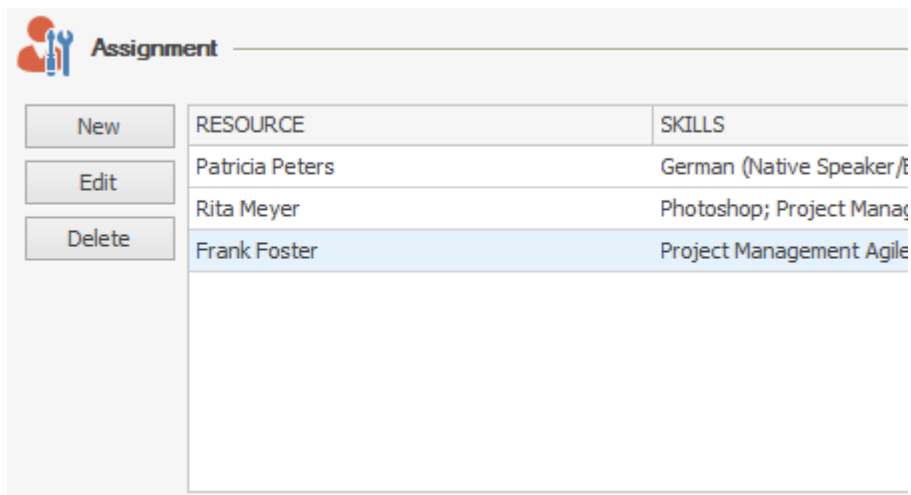 Assignment
New
Edit
Delete
RESOURCE SKILLS
Patricia Peters German (Native Speaker/
Rita Meyer Photoshop; Project
Frank Foster Project Management Agile